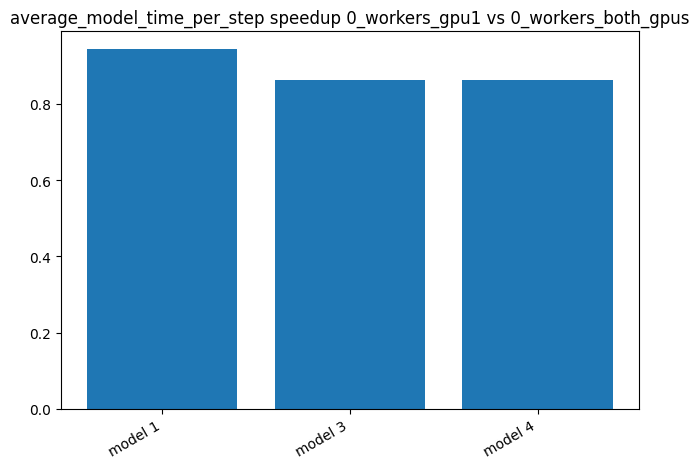 average_model_time_per_step speedup 0_workers_gpu1 vs 0_workers_both_gpus
0.8
0.6
0.4
0.2
0.0
model 1
model 3
model 4